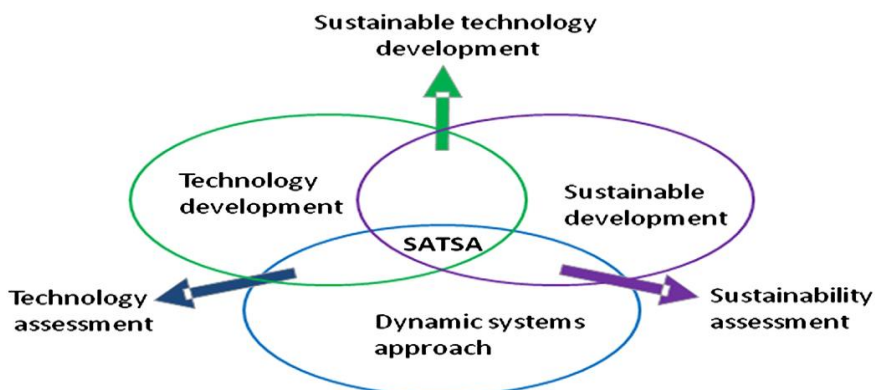 Sustainable technology
development
Technology
development
Sustainable
development
SATSA
Technology
assessment
Sustainability
assessment
Dynamic systems
approach